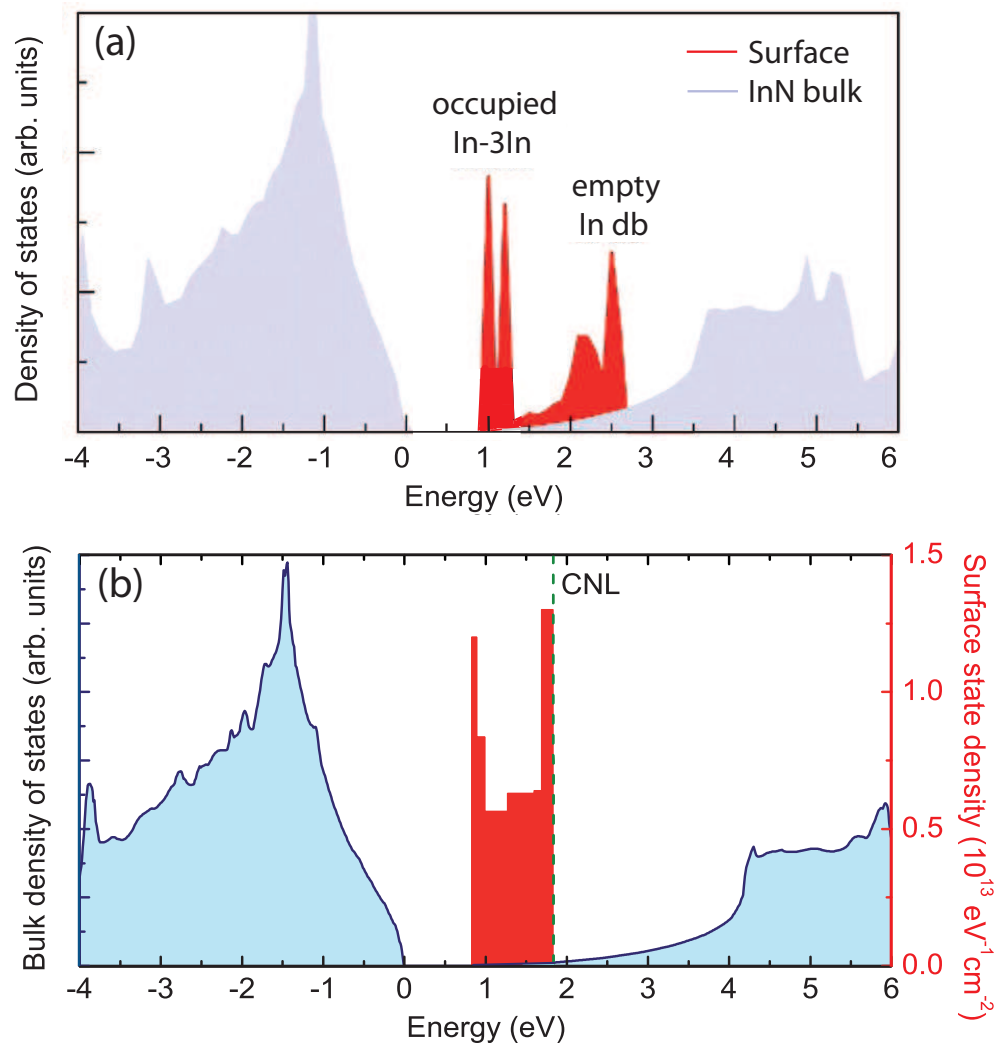 (a)
Surface
InN bulk
occupied
In-3In
empty
In db
Density of states (arb. units)
-4 -3 -2 -1 0 1 2 3 4 5 6
Energy (eV)
(b)
CNL
Bulk density of states (arb. units)
1.5
1.0
0.5
0.0
Surface state density (10¹³ eV⁻¹cm⁻²)
-4 -3 -2 -1 0 1 2 3 4 5 6
Energy (eV)